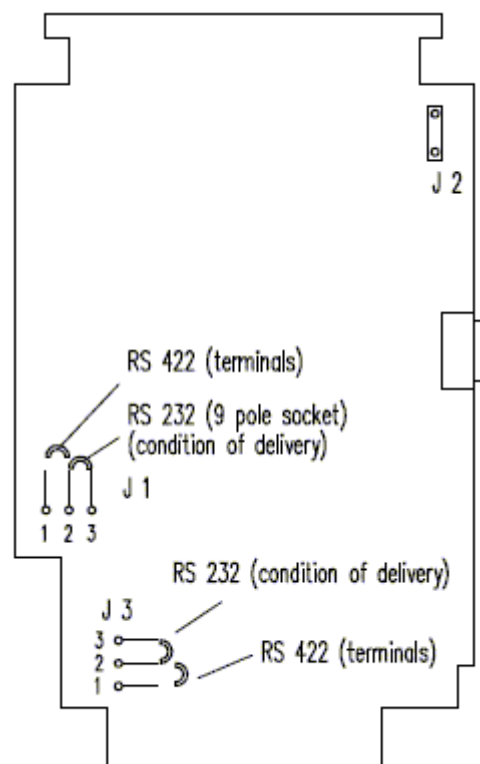 J 2
RS 422 (terminals)
RS 232 (9 pole socket)
(condition of delivery)
J 1
1 2 3
RS 232 (condition of delivery)
J 3
3
2
RS 422 (terminals)
1